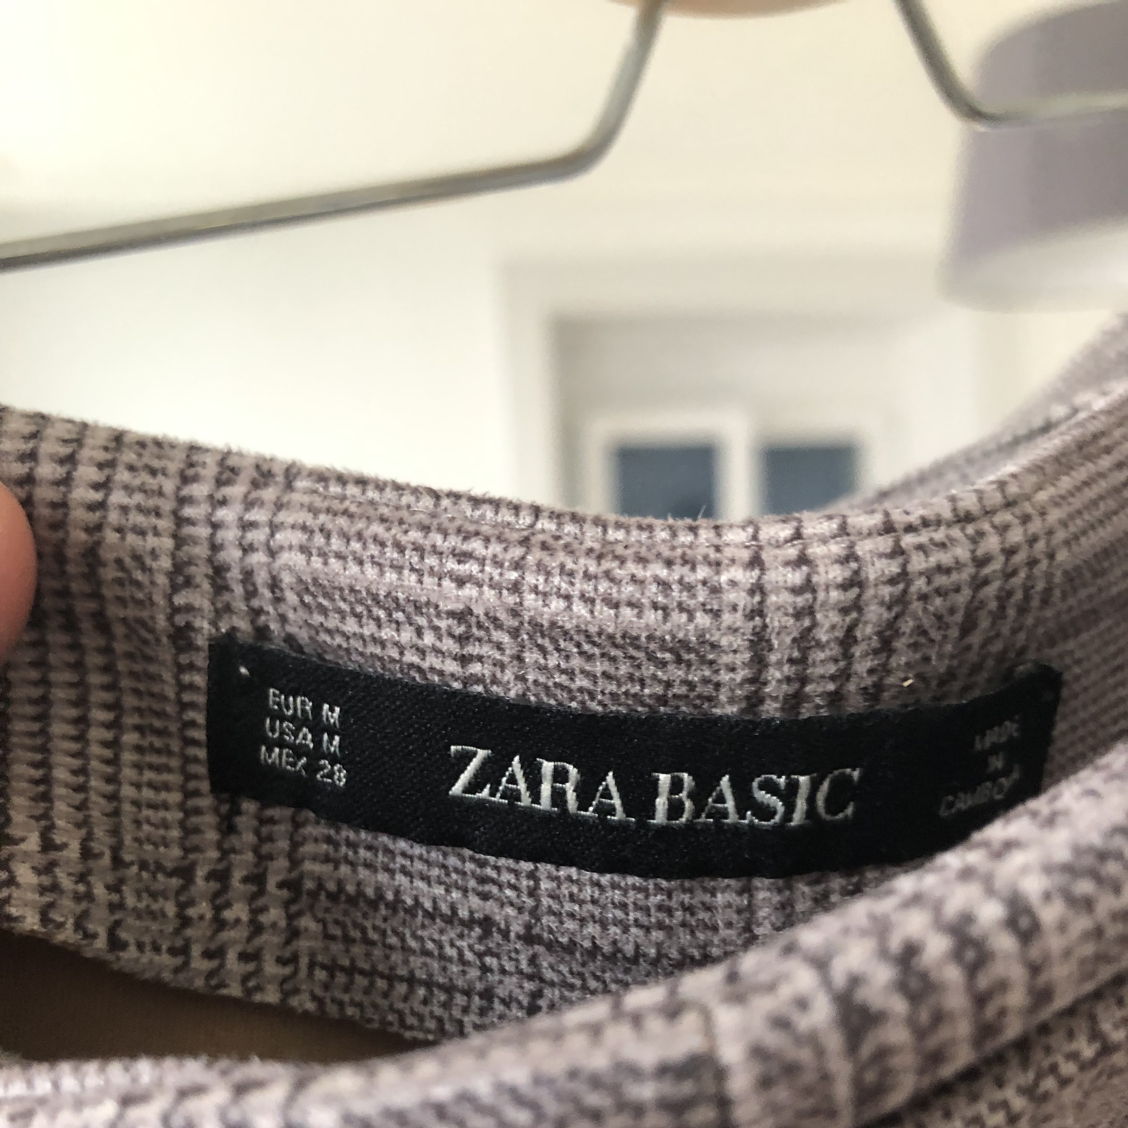 EUR M
USA M
MEX 28
ZARA BASIC
MADE
IN